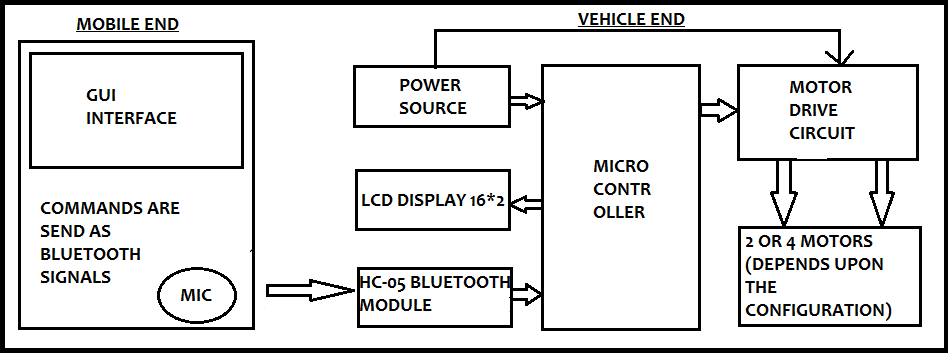 MOBILE END
VEHICLE END
GUI
INTERFACE
COMMANDS ARE
SEND AS
BLUETOOTH
SIGNALS
MIC
POWER
SOURCE
LCD DISPLAY 16*2
HC-05 BLUETOOTH
MODULE
MICRO
CONTR
OLLER
MOTOR
DRIVE
CIRCUIT
2 OR 4 MOTORS
(DEPENDS UPON
THE
CONFIGURATION)